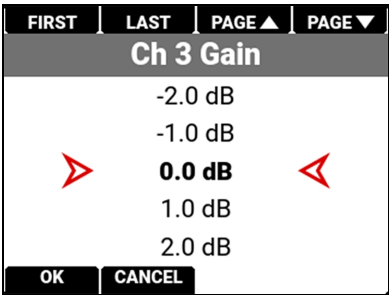 FIRST LAST PAGE▲ PAGE▼
Ch 3 Gain
-2.0 dB
-1.0 dB
0.0 dB
1.0 dB
2.0 dB
OK CANCEL